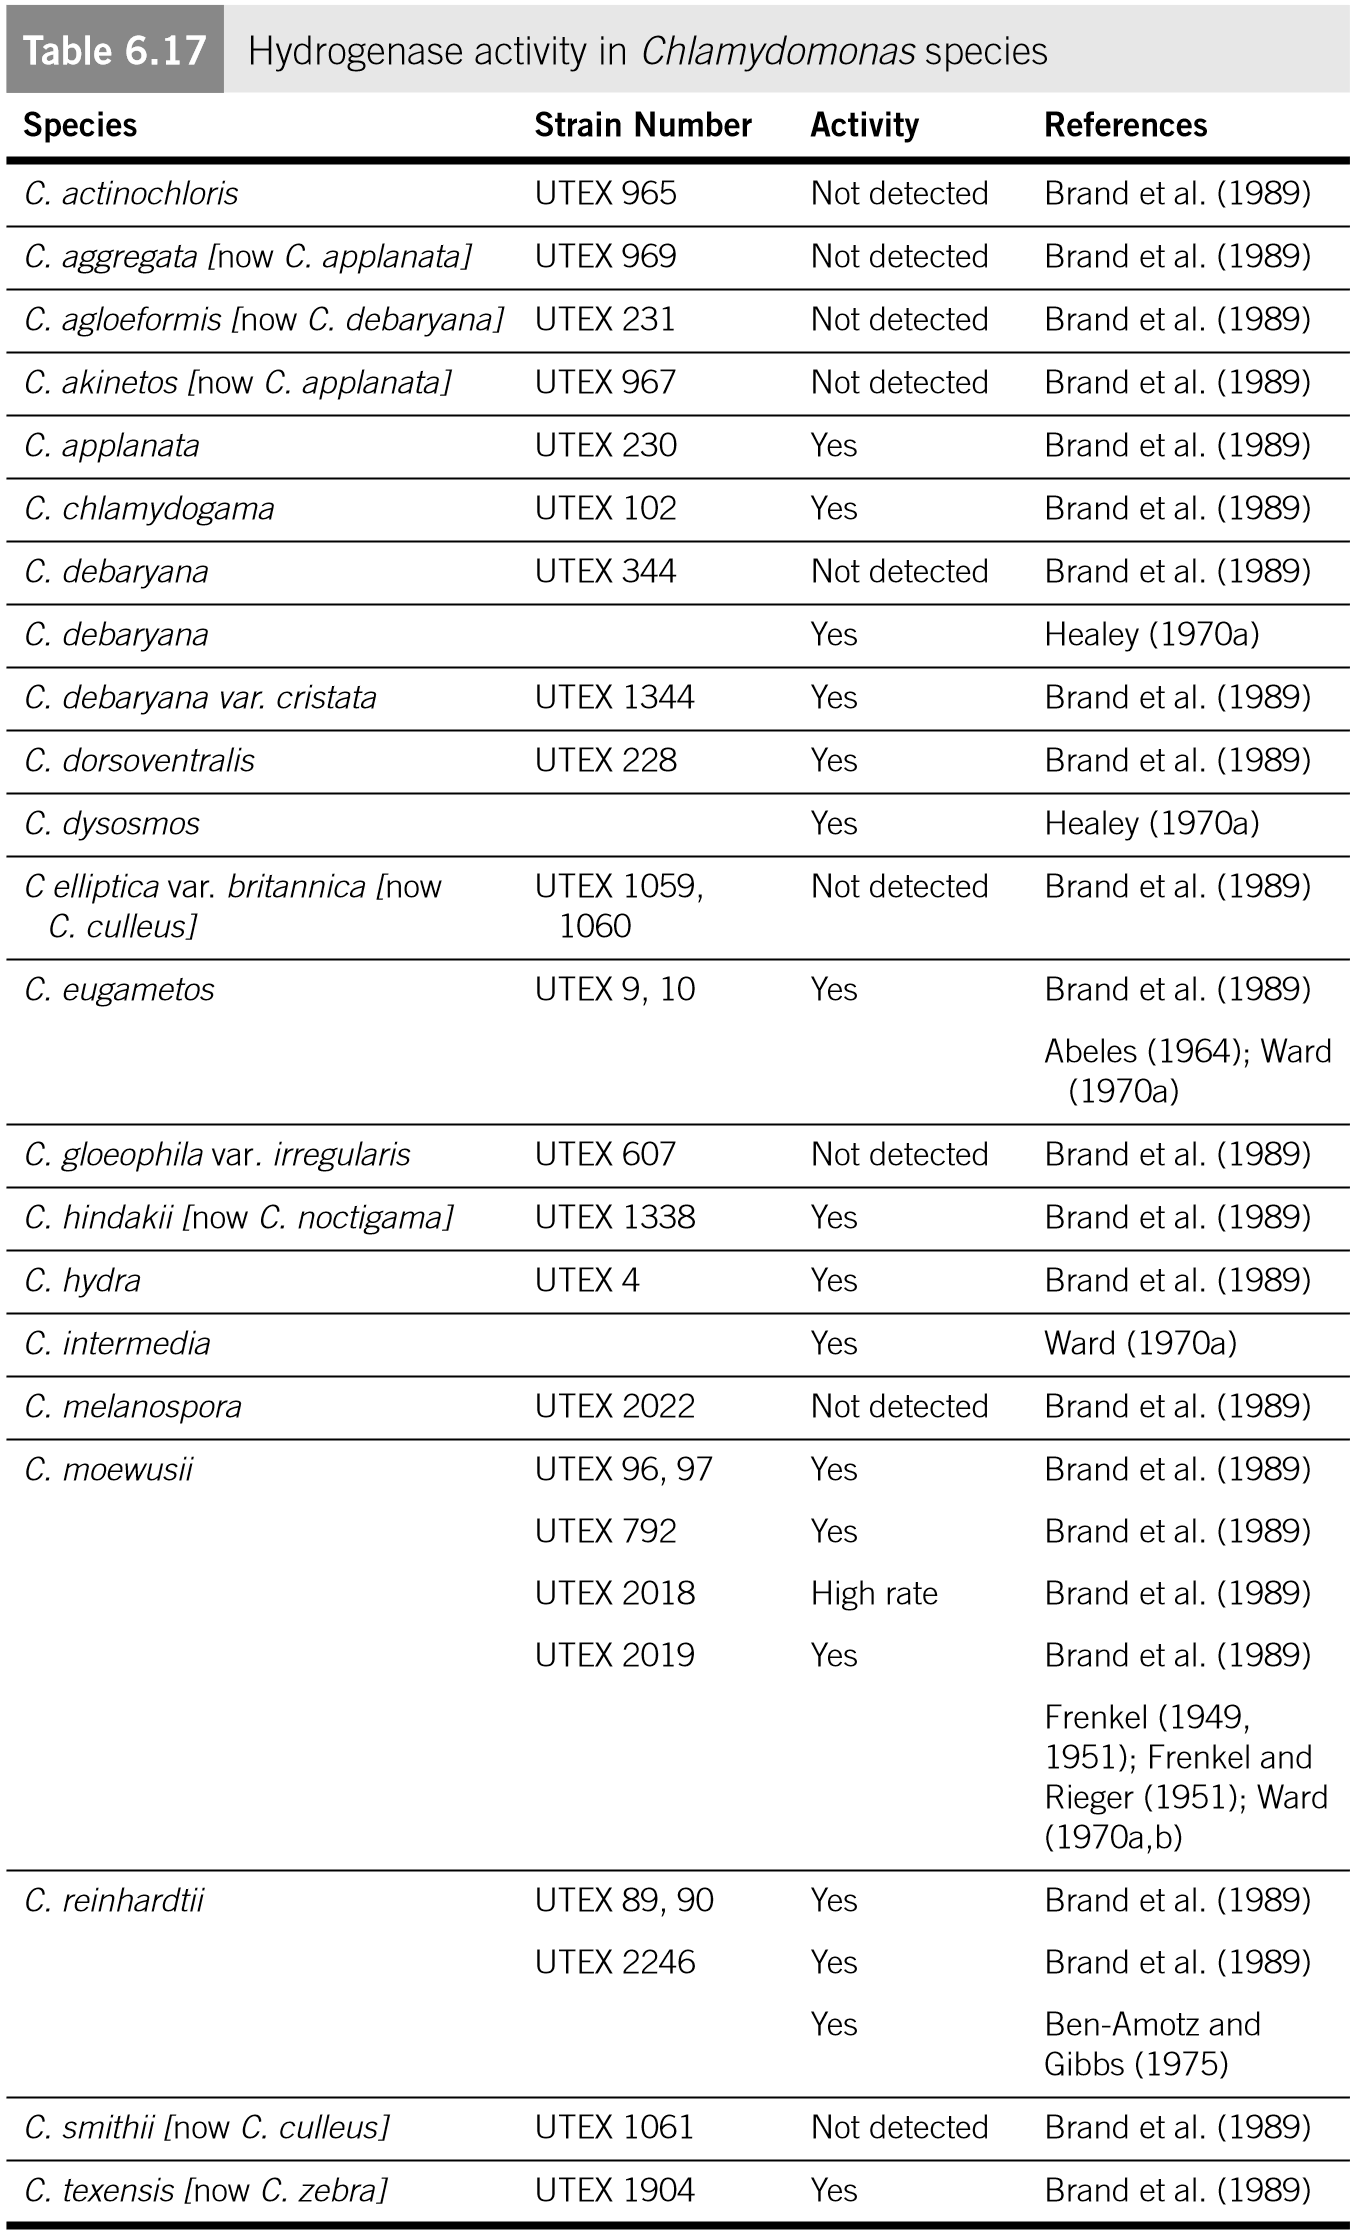 Table 6.17 Hydrogenase activity in Chlamydomonas species
Species Strain Number Activity References
C. actinochloris UTEX 965 Not detected Brand et al. (1989)
C. aggregata [now C. applanata] UTEX 969 Not detected Brand et al. (1989)
C. agloeformis [now C. debaryana] UTEX 231 Not detected Brand et al. (1989)
C. akinetos [now C. applanata] UTEX 967 Not detected Brand et al. (1989)
C. applanata UTEX 230 Yes Brand et al. (1989)
C. chlamydogama UTEX 102 Yes Brand et al. (1989)
C. debaryana UTEX 344 Not detected Brand et al. (1989)
C. debaryana Yes Healey (1970a)
C. debaryana var. cristata UTEX 1344 Yes Brand et al. (1989)
C. dorsoventralis UTEX 228 Yes Brand et al. (1989)
C. dysosmos Yes Healey (1970a)
C elliptica var. britannica [now UTEX 1059, Not detected Brand et al. (1989)
C. culleus] 1060
C. eugametos UTEX 9, 10 Yes Brand et al. (1989)
Abeles (1964); Ward
(1970a)
C. gloeophila var. irregularis UTEX 607 Not detected Brand et al. (1989)
C. hindakii [now C. noctigama] UTEX 1338 Yes Brand et al. (1989)
C. hydra UTEX 4 Yes Brand et al. (1989)
C. intermedia Yes Ward (1970a)
C. melanospora UTEX 2022 Not detected Brand et al. (1989)
C. moewusii UTEX 96, 97 Yes Brand et al. (1989)
UTEX 792 Yes Brand et al. (1989)
UTEX 2018 High rate Brand et al. (1989)
UTEX 2019 Yes Brand et al. (1989)
Frenkel (1949,
1951); Frenkel and
Rieger (1951); Ward
(1970a,b)
C. reinhardtii UTEX 89, 90 Yes Brand et al. (1989)
UTEX 2246 Yes Brand et al. (1989)
Yes Ben-Amotz and
Gibbs (1975)
C. smithii [now C. culleus] UTEX 1061 Not detected Brand et al. (1989)
C. texensis [now C. zebra] UTEX 1904 Yes Brand et al. (1989)